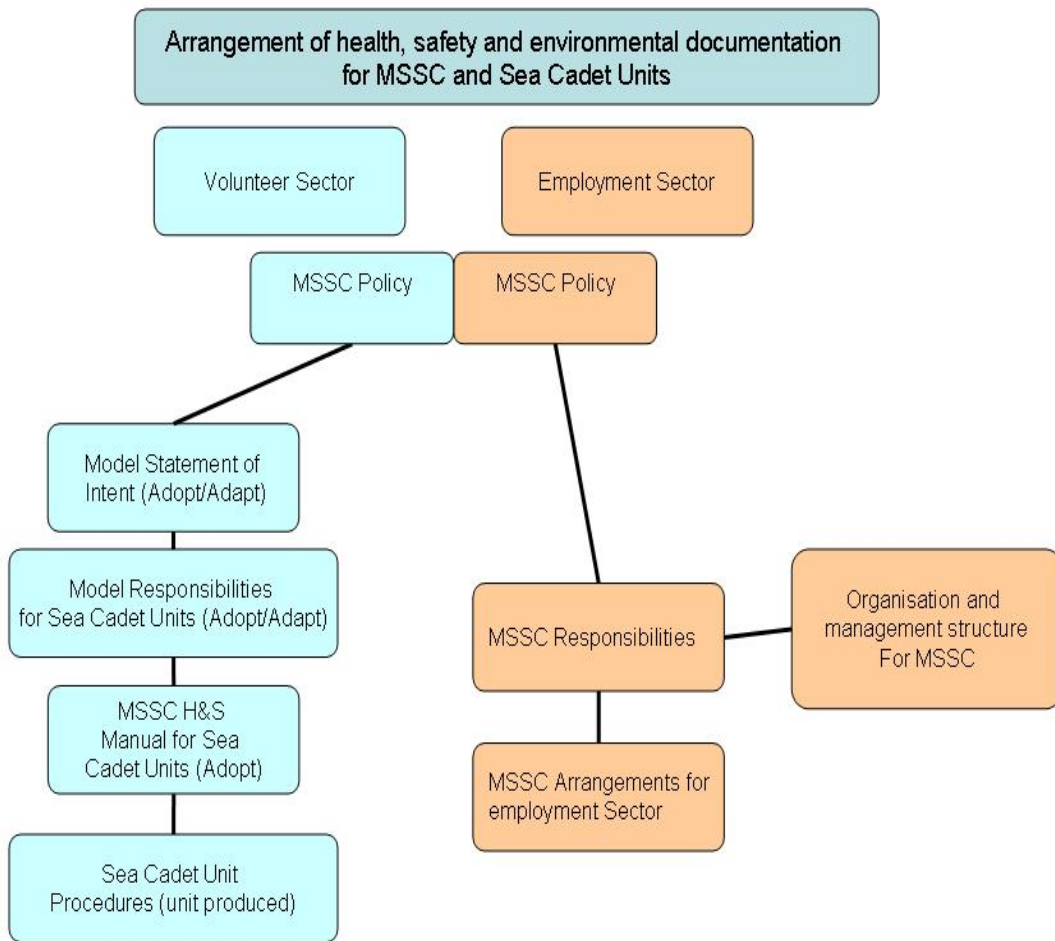 Arrangement of health, safety and environmental documentation
for MSSC and Sea Cadet Units
Volunteer Sector
Employment Sector
MSSC Policy
MSSC Policy
Model Statement of
Intent (Adopt/Adapt)
Model Responsibilities
for Sea Cadet Units (Adopt/Adapt)
MSSC H&S
Manual for Sea
Cadet Units (Adopt)
Sea Cadet Unit
Procedures (unit produced)
MSSC Responsibilities
Organisation and
management structure
For MSSC
MSSC Arrangements for
employment Sector